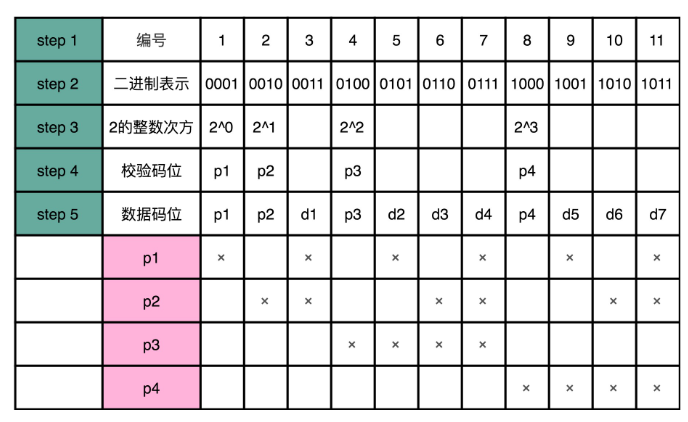 step 1 编号 1 2 3 4 5 6 7 8 9 10 11
step 2 二进制表示 0001 0010 0011 0100 0101 0110 0111 1000 1001 1010 1011
step 3 2的整数次方 2^0 2^1 2^2 2^3
step 4 校验码位 p1 p2 p3 p4
step 5 数据码位 p1 p2 d1 p3 d2 d3 d4 p4 d5 d6 d7
p1 × × × × × ×
p2 × × × × × ×
p3 × × × ×
p4 × × × ×